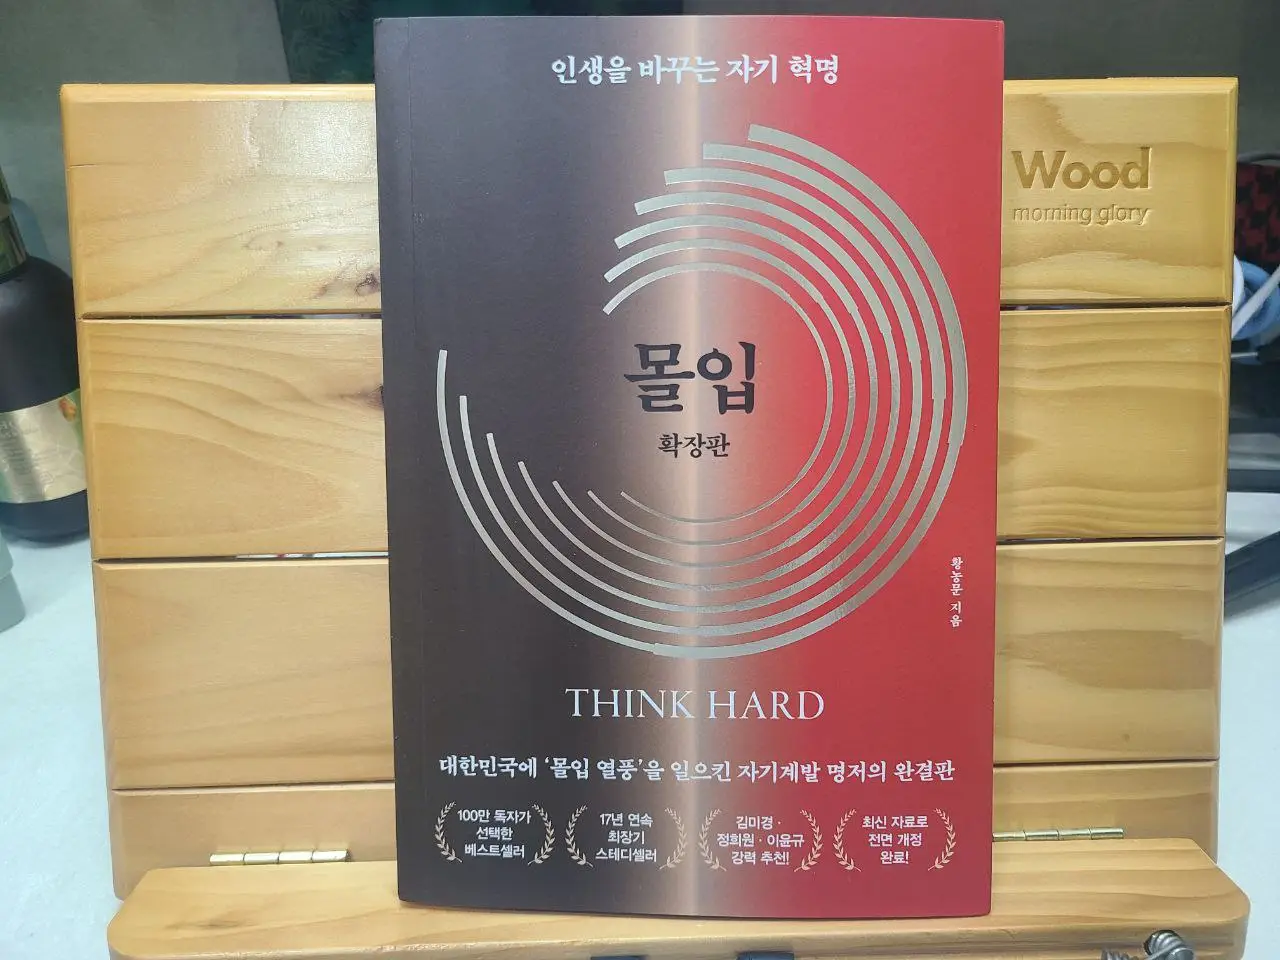 인생을 바꾸는 자기 혁명
Wood
morning glory
몰입
확장판
황농문 지음
THINK HARD
대한민국에 ‘몰입 열풍’을 일으킨 자기계발 명저의 완결판
100만 독자가
선택한
베스트셀러
17년 연속
최장기
스테디셀러
김미경 ·
정희원 · 이윤규
강력 추천!
최신 자료로
전면 개정
완료!